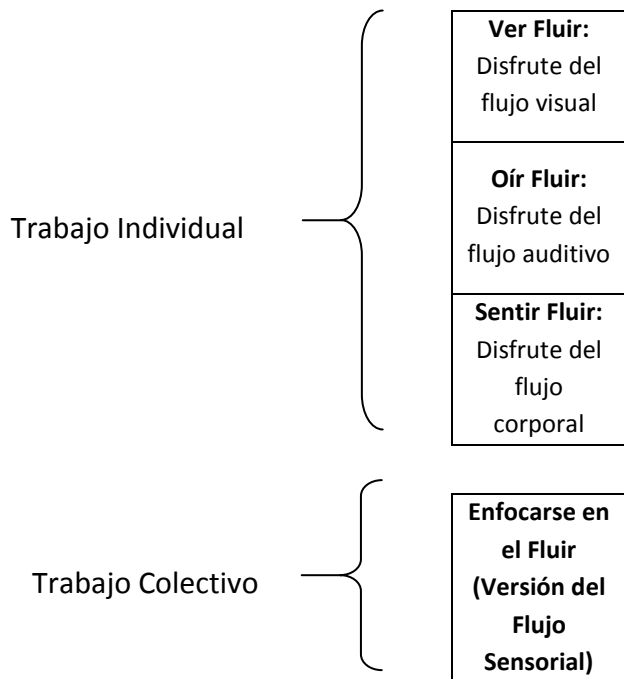 Trabajo Individual
Ver Fluir:
Disfrute del
flujo visual
Oír Fluir:
Disfrute del
flujo auditivo
Sentir Fluir:
Disfrute del
flujo
corporal
Trabajo Colectivo
Enfocarse en
el Fluir
(Versión del
Flujo
Sensorial)